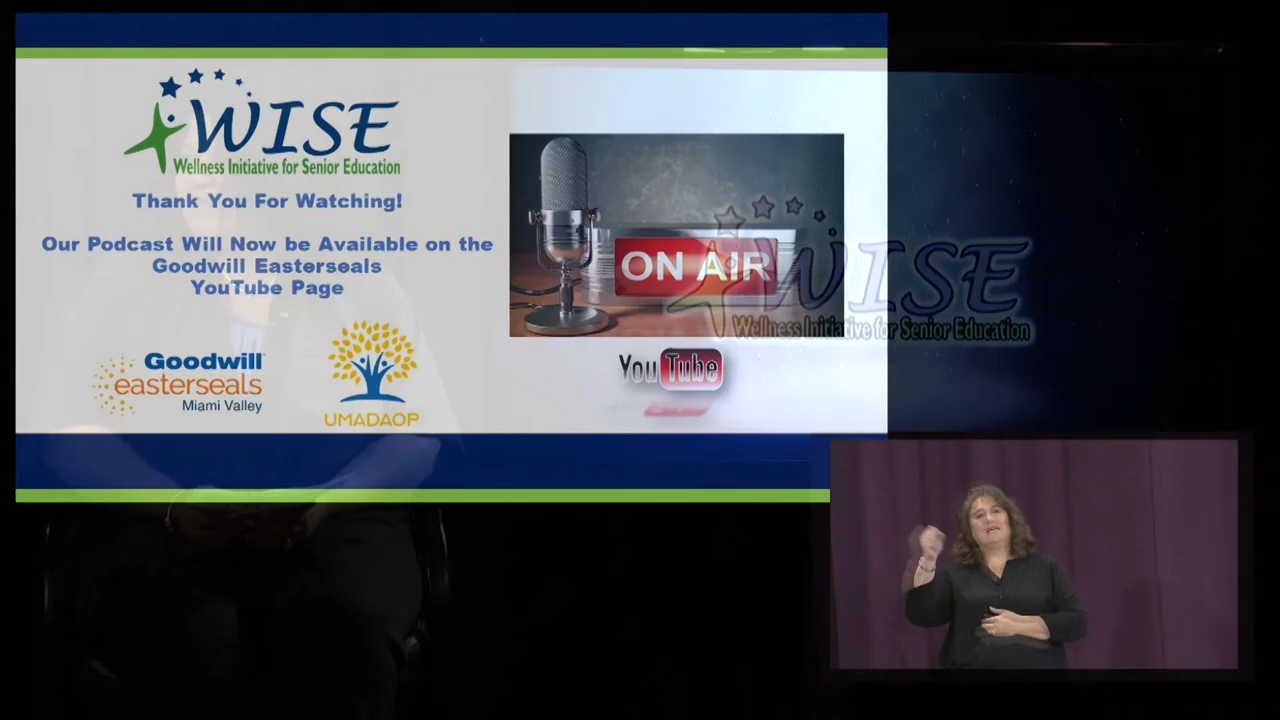 WISE
Wellness Initiative for Senior Education
Thank You For Watching!
Our Podcast Will Now be Available on the
Goodwill Easterseals
YouTube Page
Goodwill
easterseals
Miami Valley
UMADAOP
ON AIR
YouTube
WISE
Wellness Initiative for Senior Education